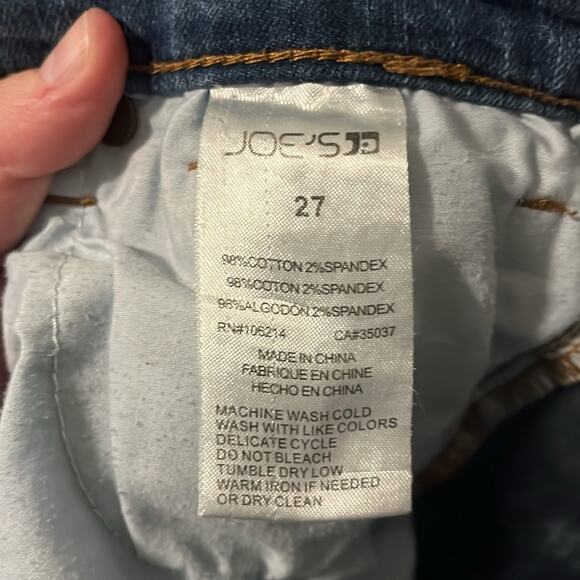 JOE'S
27
98%COTTON 2%SPANDEX
98%COTON 2%SPANDEX
98%ALGODÓN 2%SPANDEX
RN#106214 CA#35037
MADE IN CHINA
FABRIQUE EN CHINE
HECHO EN CHINA
MACHINE WASH COLD
WASH WITH LIKE COLORS
DELICATE CYCLE
DO NOT BLEACH
TUMBLE DRY LOW
WARM IRON IF NEEDED
OR DRY CLEAN